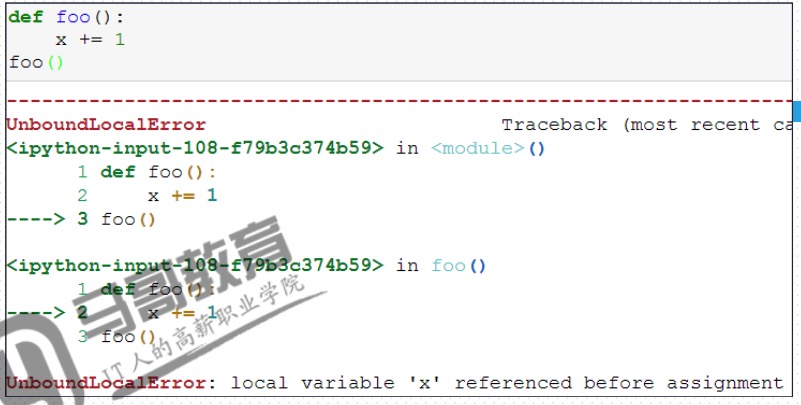 def foo():
    x += 1
foo()
---------------------------------------------------------------------------
UnboundLocalError                         Traceback (most recent ca
<ipython-input-108-f79b3c374b59> in <module>()
      1 def foo():
      2     x += 1
----> 3 foo()
<ipython-input-108-f79b3c374b59> in foo()
      1 def foo():
----> 2     x += 1
      3 foo()
UnboundLocalError: local variable 'x' referenced before assignment
马哥教育
IT人的高薪职业学院